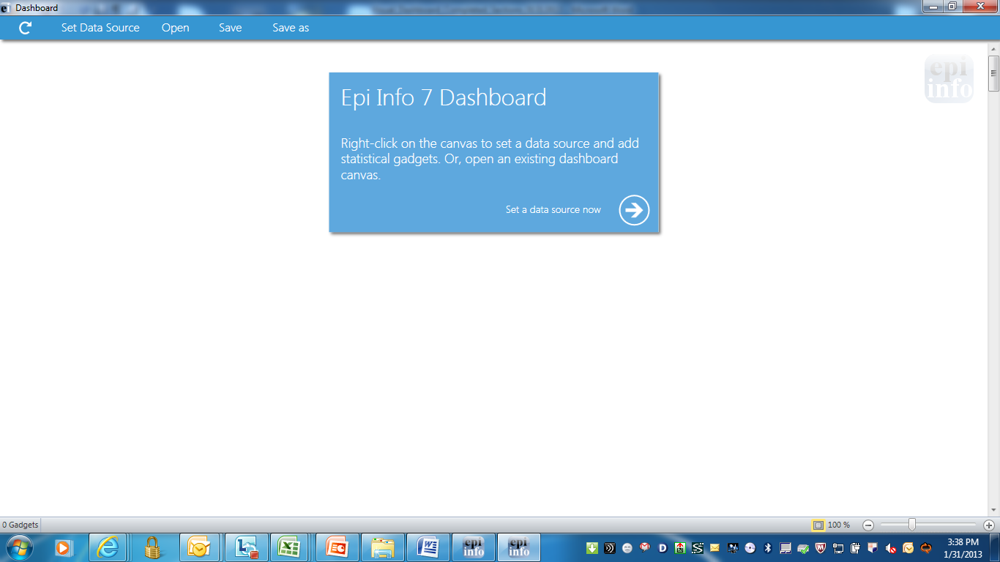 Dashboard
Set Data Source Open Save Save as
epi
info
Epi Info 7 Dashboard
Right-click on the canvas to set a data source and add
statistical gadgets. Or, open an existing dashboard
canvas.
Set a data source now
0 Gadgets
100 %
epi
info
epi
info
3:38 PM
1/31/2013